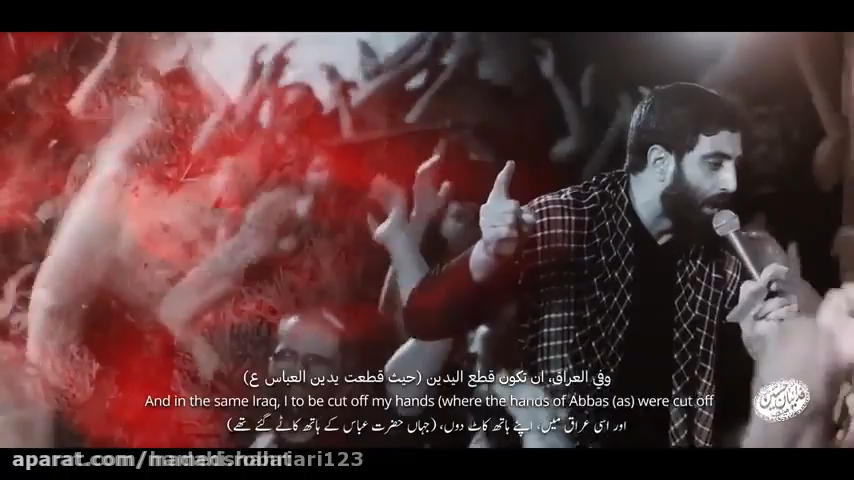 وفي العراق، ان تكون قطع اليدين (حيث قطعت يدين العباس ع)
And in the same Iraq, I to be cut off my hands (where the hands of Abbas (as) were cut off
اور اسی عراق میں، اپنے ہاتھ کاٹ دوں، (جہاں حضرت عباس کے ہاتھ کاٹے گئے تھے)
aparat.com/